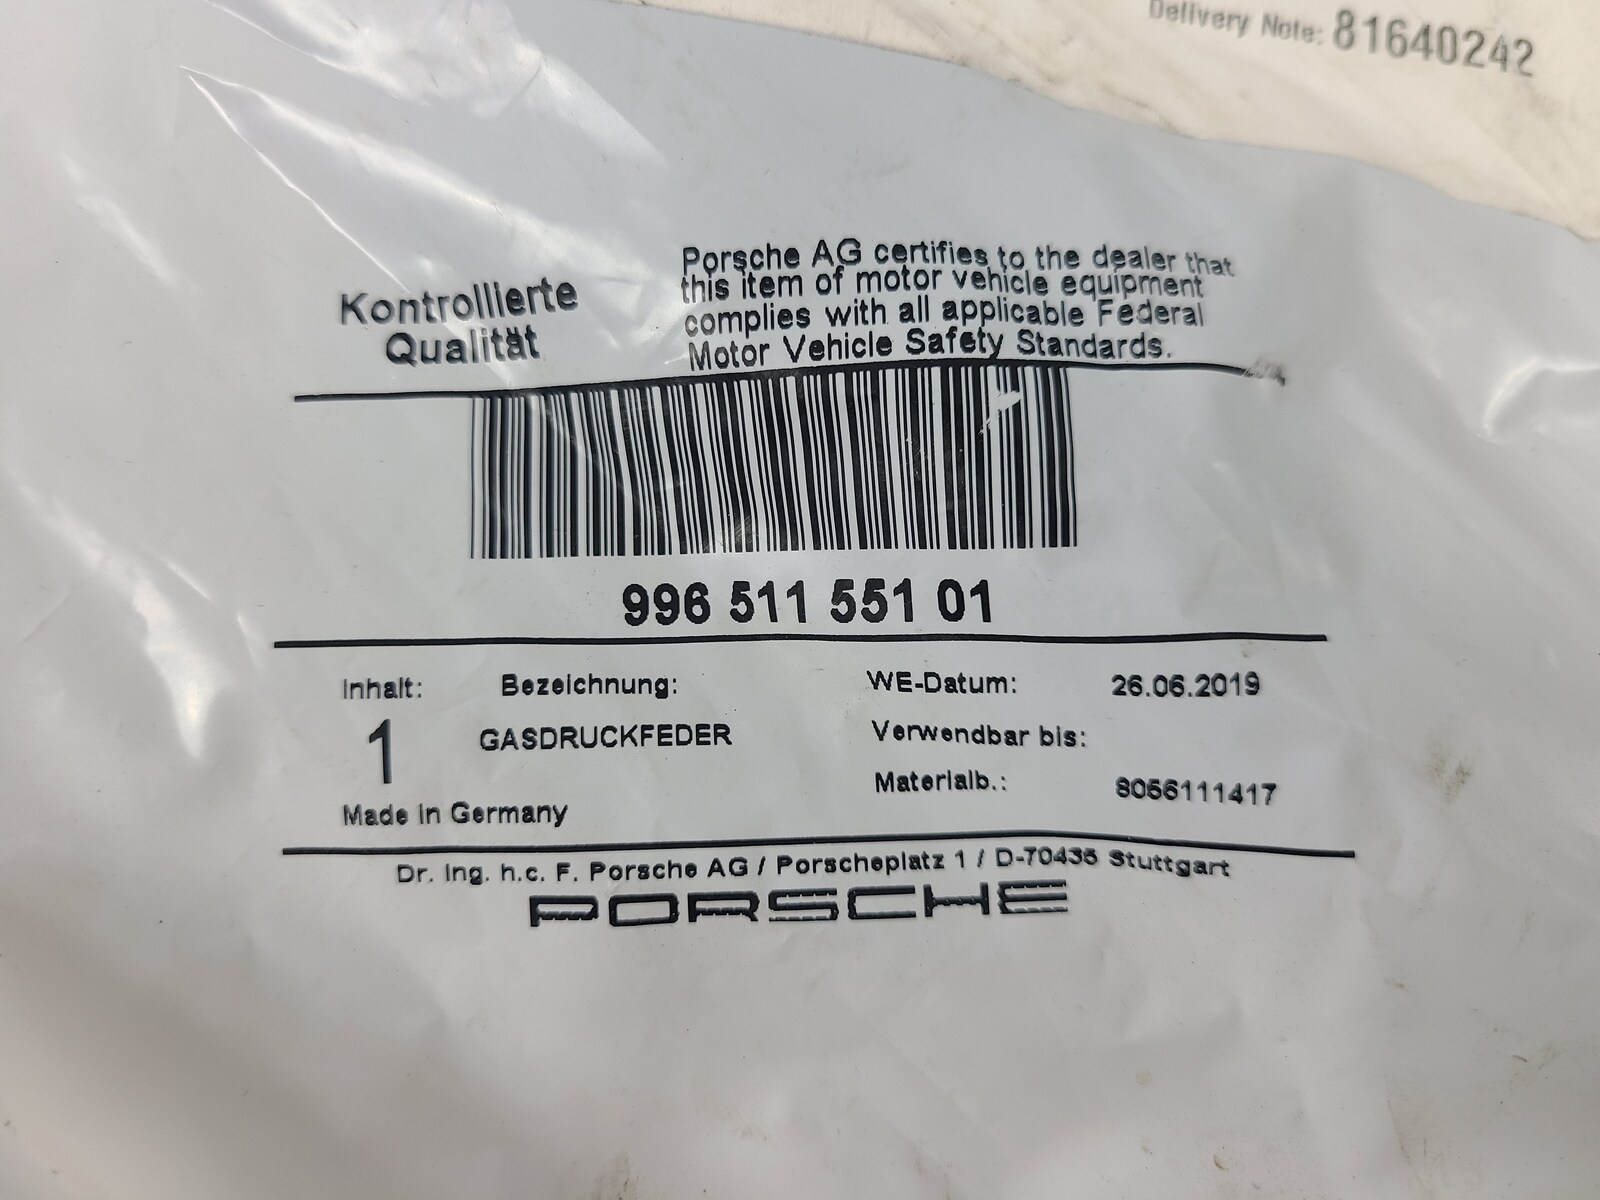 Delivery Note: 81640242
Kontrollierte
Qualität
Porsche AG certifies to the dealer that
this item of motor vehicle equipment
complies with all applicable Federal
Motor Vehicle Safety Standards.
996 511 551 01
Inhalt: Bezeichnung: WE-Datum: 26.06.2019
1 GASDRUCKFEDER Verwendbar bis:
Materialb.: 8056111417
Made in Germany
Dr. Ing. h.c. F. Porsche AG / Porscheplatz 1 / D-70435 Stuttgart
PORSCHE